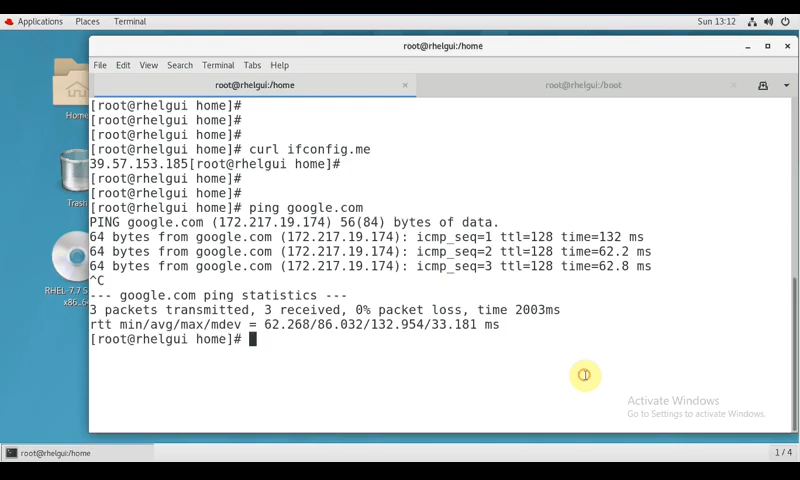 Applications Places Terminal Sun 13:12
root@rhelgui:/home
File Edit View Search Terminal Tabs Help
root@rhelgui:/home × root@rhelgui:/boot ×
[root@rhelgui home]#
[root@rhelgui home]#
[root@rhelgui home]#
[root@rhelgui home]# curl ifconfig.me
39.57.153.185[root@rhelgui home]#
[root@rhelgui home]#
[root@rhelgui home]#
[root@rhelgui home]# ping google.com
PING google.com (172.217.19.174) 56(84) bytes of data.
64 bytes from google.com (172.217.19.174): icmp_seq=1 ttl=128 time=132 ms
64 bytes from google.com (172.217.19.174): icmp_seq=2 ttl=128 time=62.2 ms
64 bytes from google.com (172.217.19.174): icmp_seq=3 ttl=128 time=62.8 ms
^C
--- google.com ping statistics ---
3 packets transmitted, 3 received, 0% packet loss, time 2003ms
rtt min/avg/max/mdev = 62.268/86.032/132.954/33.181 ms
[root@rhelgui home]#
Home
Trash
RHEL-7.7 S
x86_6
Activate Windows
Go to Settings to activate Windows.
root@rhelgui:/home 1 / 4